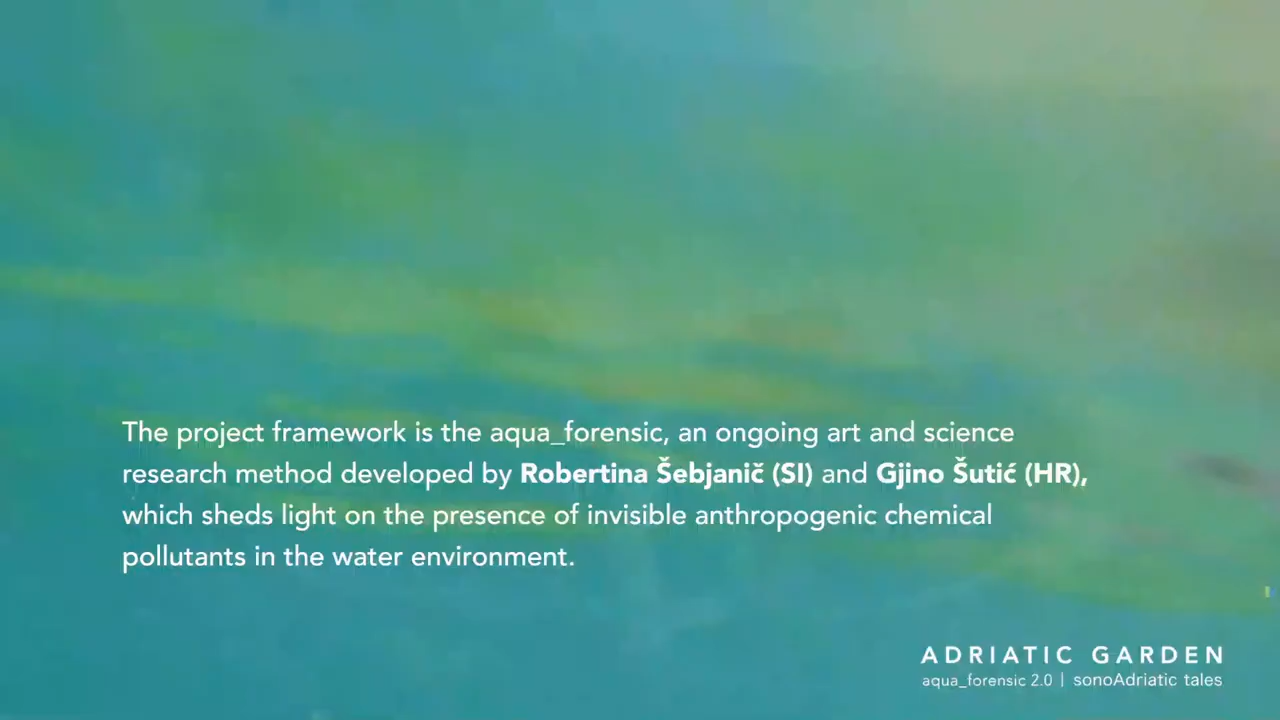 The project framework is the aqua_forensic, an ongoing art and science
research method developed by Robertina Šebjanič (SI) and Gjino Šutić (HR),
which sheds light on the presence of invisible anthropogenic chemical
pollutants in the water environment.
ADRIATIC GARDEN
aqua_forensic 2.0 | sonoAdriatic tales